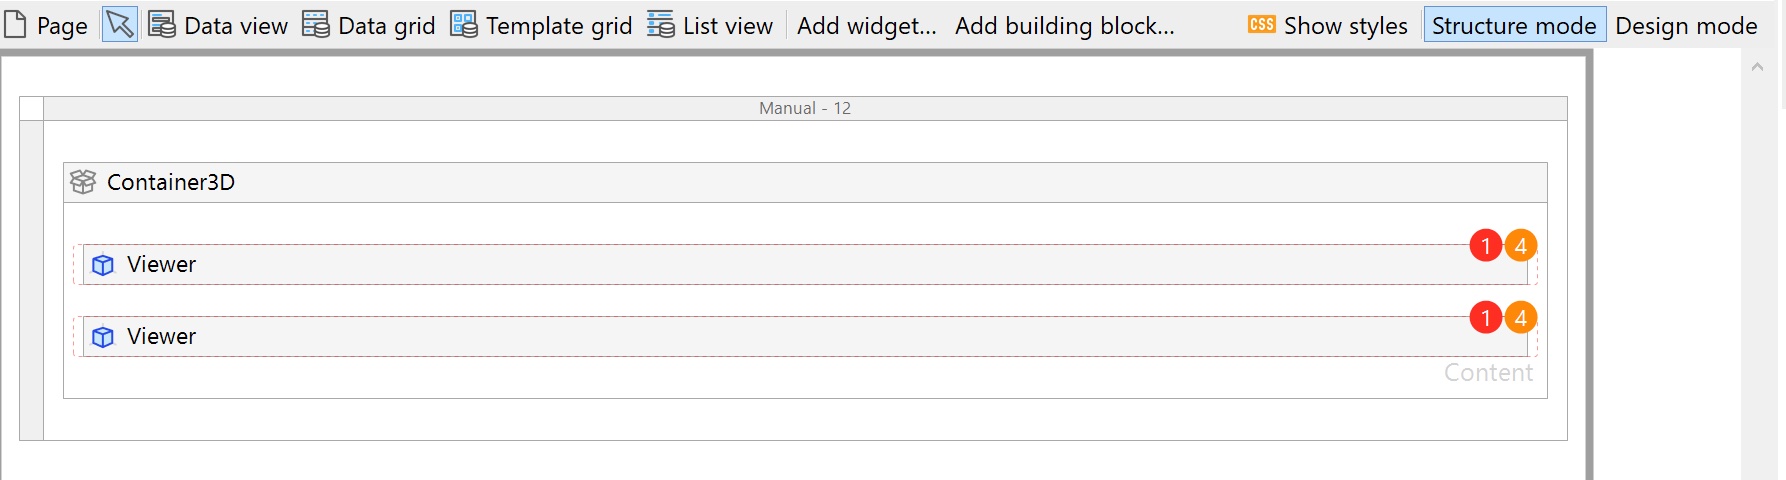 Page Data view Data grid Template grid List view Add widget... Add building block... CSS Show styles Structure mode Design mode
Manual - 12
Container3D
1 4
Viewer
1 4
Viewer
Content